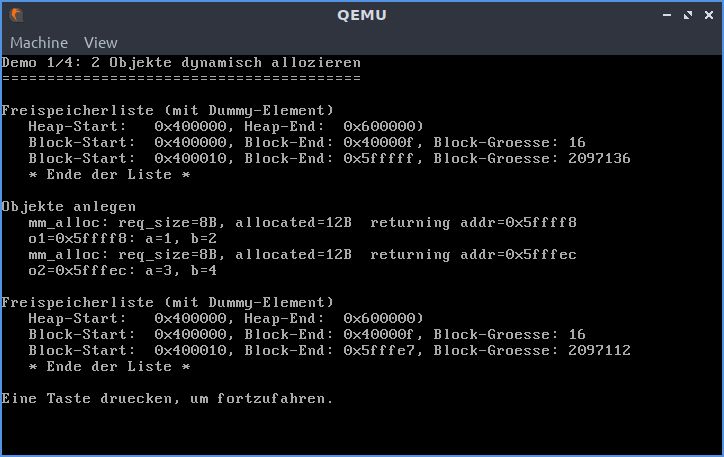 QEMU
Machine View
Demo 1/4: 2 Objekte dynamisch allozieren
========================================
Freispeicherliste (mit Dummy-Element)
   Heap-Start:   0x400000, Heap-End:  0x600000)
   Block-Start:  0x400000, Block-End: 0x40000f, Block-Groesse: 16
   Block-Start:  0x400010, Block-End: 0x5fffff, Block-Groesse: 2097136
   * Ende der Liste *
Objekte anlegen
   mm_alloc: req_size=8B, allocated=12B  returning addr=0x5ffff8
   o1=0x5ffff8: a=1, b=2
   mm_alloc: req_size=8B, allocated=12B  returning addr=0x5fffec
   o2=0x5fffec: a=3, b=4
Freispeicherliste (mit Dummy-Element)
   Heap-Start:   0x400000, Heap-End:  0x600000)
   Block-Start:  0x400000, Block-End: 0x40000f, Block-Groesse: 16
   Block-Start:  0x400010, Block-End: 0x5fffe7, Block-Groesse: 2097112
   * Ende der Liste *
Eine Taste druecken, um fortzufahren.